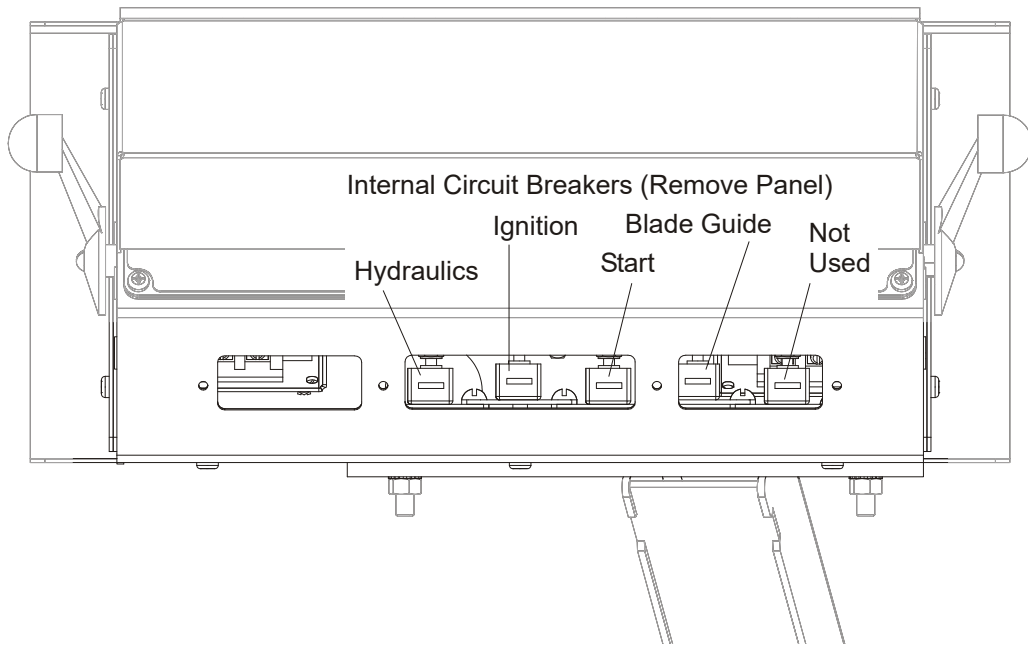 Internal Circuit Breakers (Remove Panel)
Hydraulics
Ignition
Start
Blade Guide
Not
Used